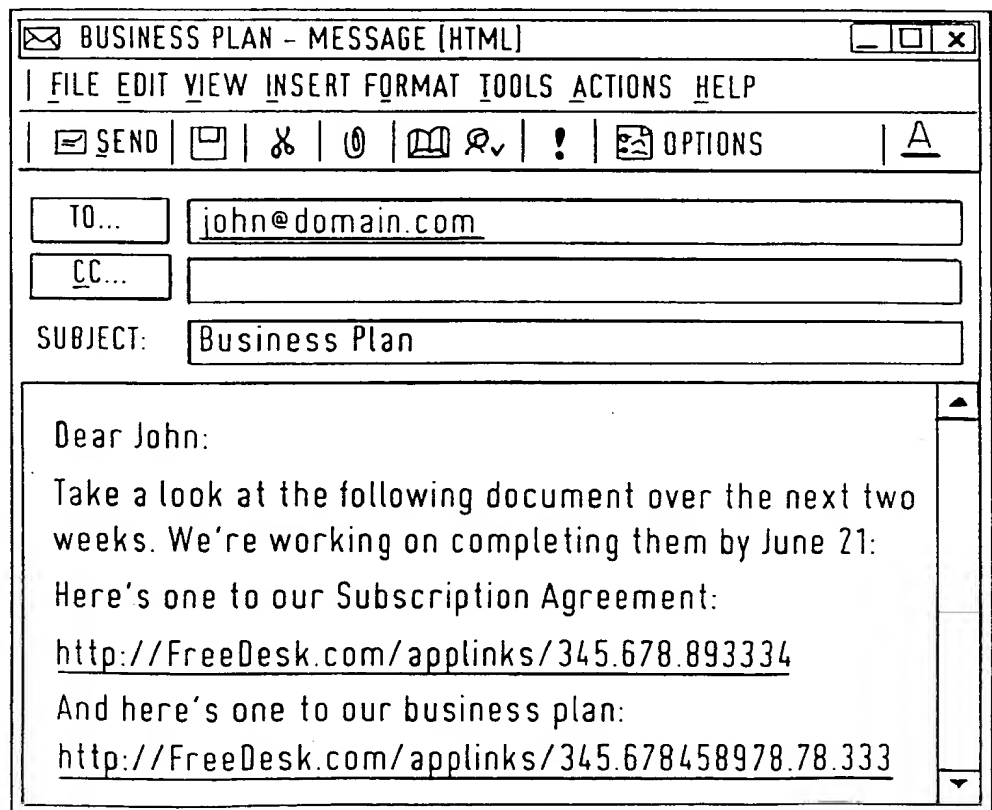 BUSINESS PLAN - MESSAGE (HTML)
FILE EDIT VIEW INSERT FORMAT TOOLS ACTIONS HELP
SEND ! OPTIONS A
TO... john@domain.com
CC...
SUBJECT: Business Plan
Dear John:
Take a look at the following document over the next two
weeks. We're working on completing them by June 21:
Here's one to our Subscription Agreement:
http://FreeDesk.com/applinks/345.678.893334
And here's one to our business plan:
http://FreeDesk.com/applinks/345.678458978.78.333